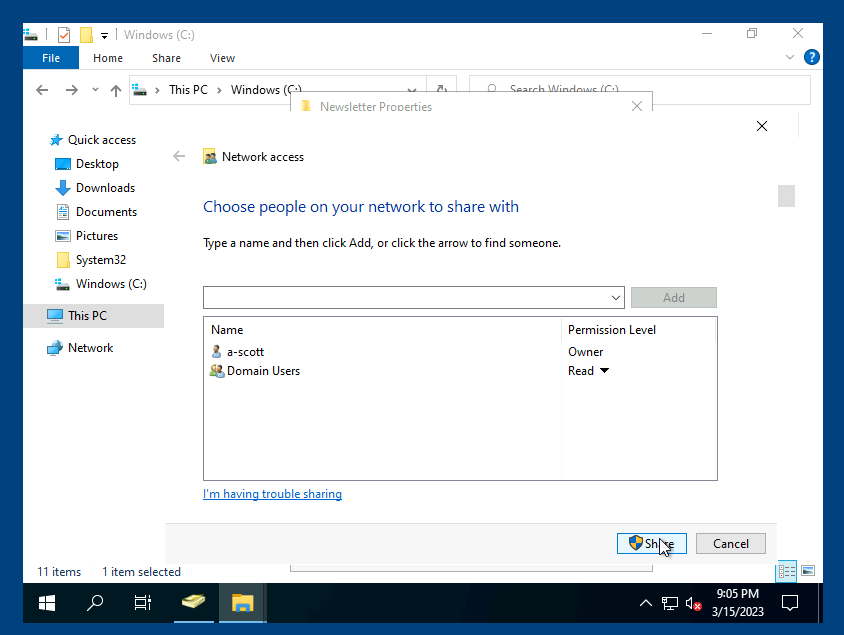 Windows (C:)
File Home Share View
This PC Windows (C:)
Search Windows (C:)
Newsletter Properties
Quick access
Desktop
Downloads
Documents
Pictures
System32
Windows (C:)
This PC
Network
Network access
Choose people on your network to share with
Type a name and then click Add, or click the arrow to find someone.
Add
Name Permission Level
a-scott Owner
Domain Users Read
I'm having trouble sharing
Share Cancel
11 items 1 item selected
9:05 PM
3/15/2023